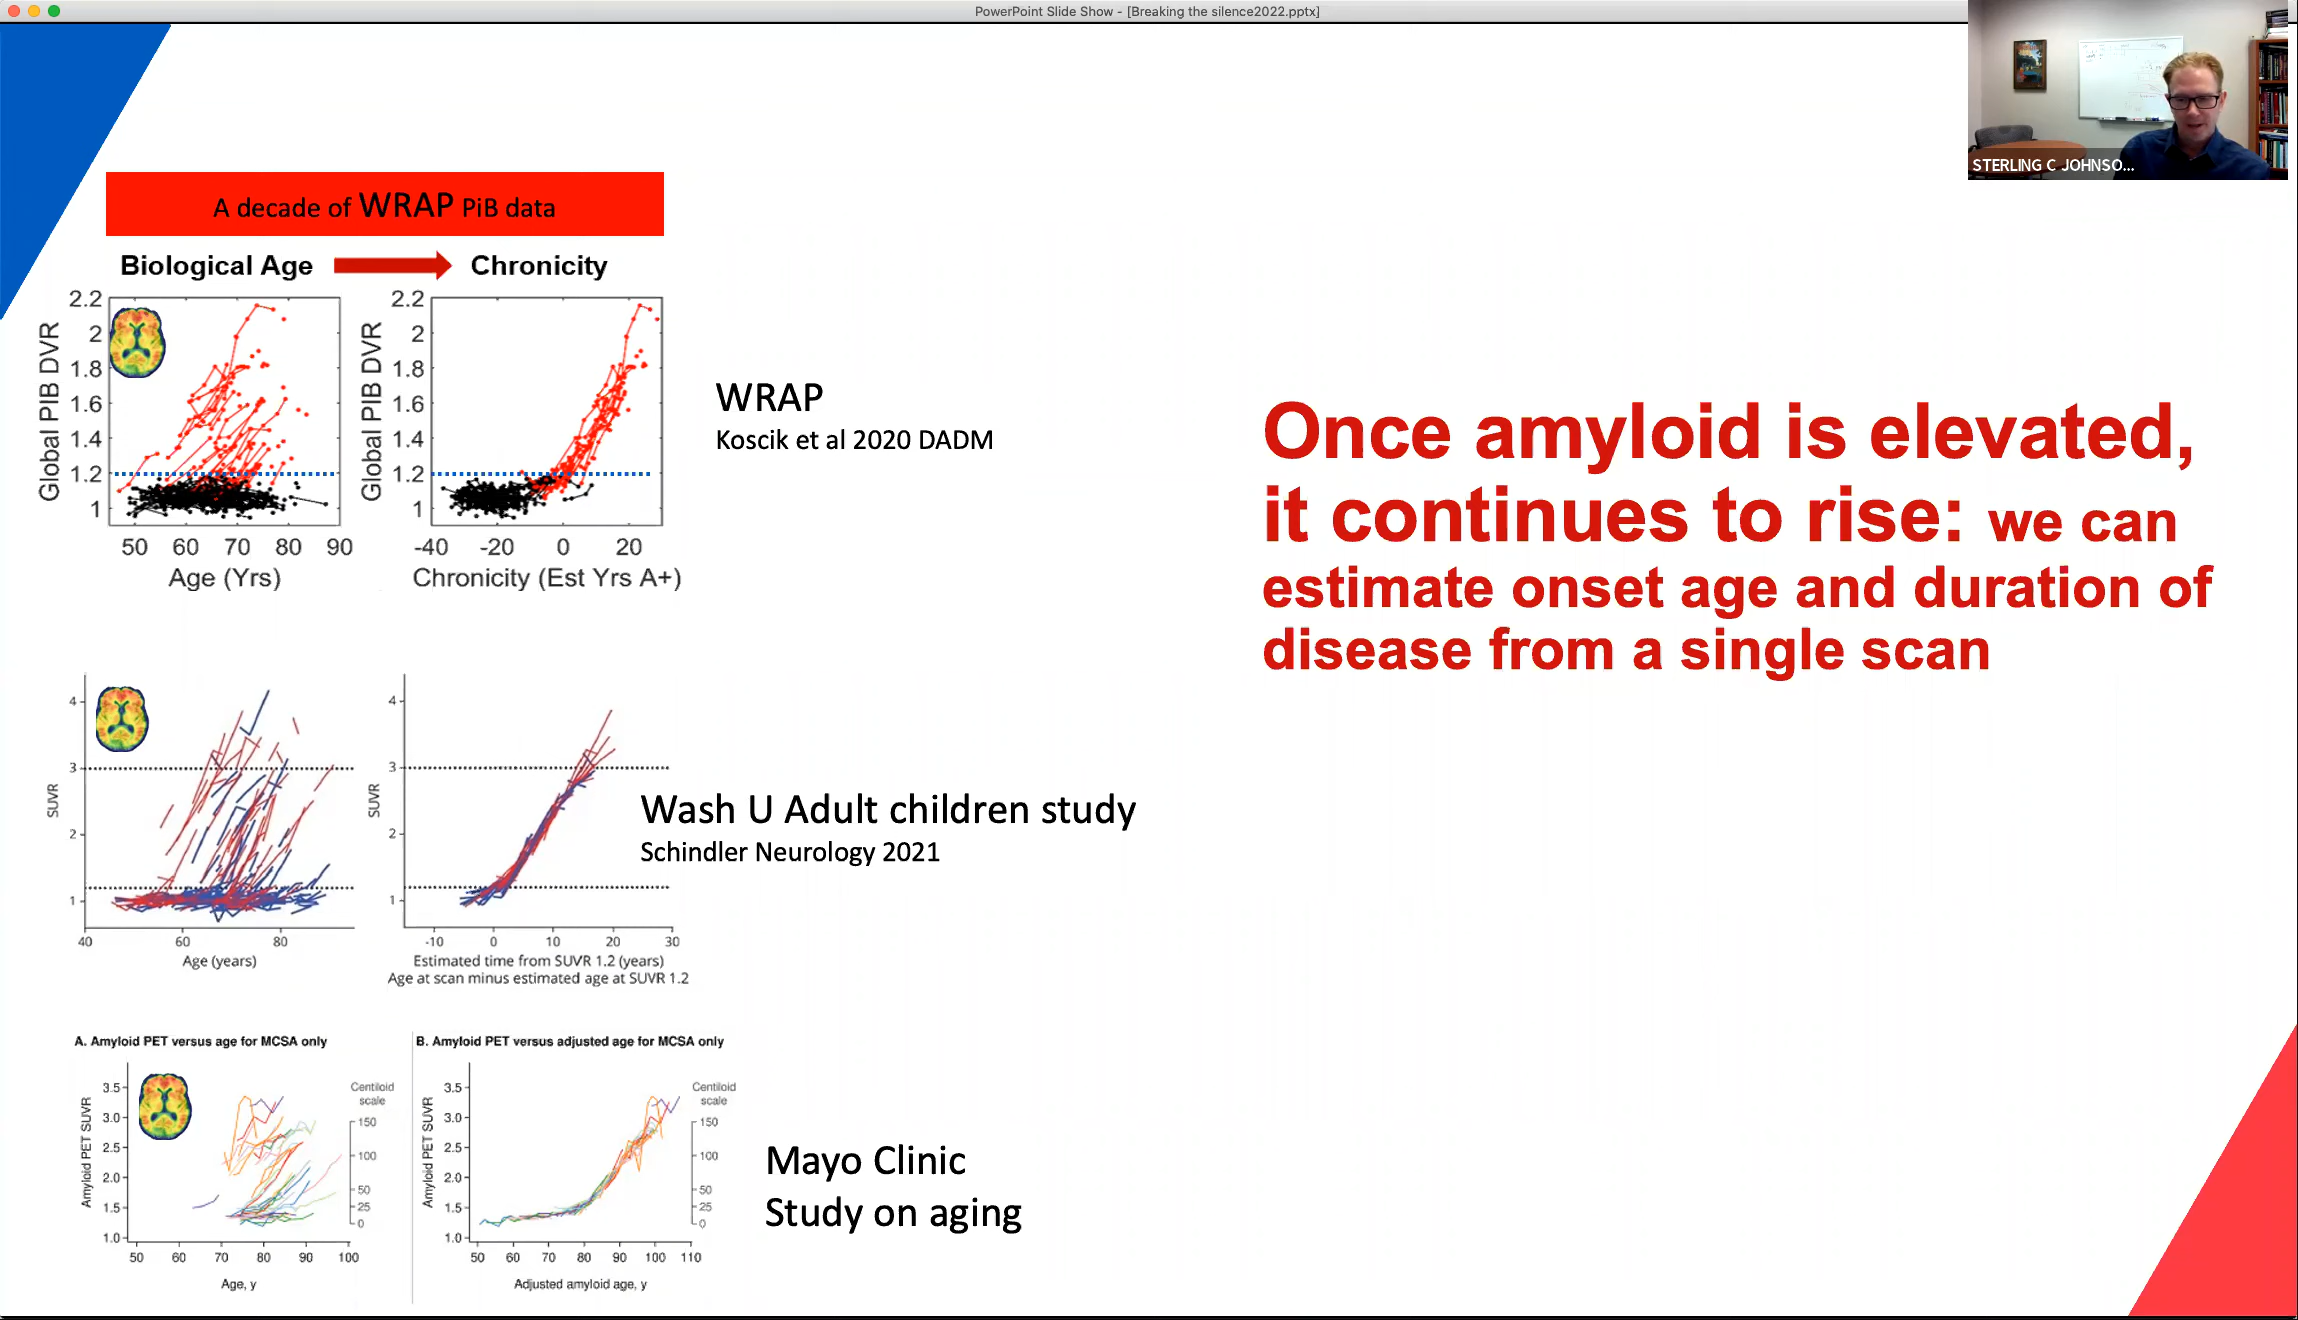 PowerPoint Slide Show - [Breaking the silence2022.pptx]
STERLING C JOHNSO...
A decade of WRAP PiB data
Biological Age
Chronicity
Global PIB DVR
2.2
2
1.8
1.6
1.4
1.2
1
50 60 70 80 90
Age (Yrs)
Global PIB DVR
2.2
2
1.8
1.6
1.4
1.2
1
-40 -20 0 20
Chronicity (Est Yrs A+)
WRAP
Koscik et al 2020 DADM
Once amyloid is elevated,
it continues to rise: we can
estimate onset age and duration of
disease from a single scan
SUVR
4
3
2
1
40 60 80
Age (years)
SUVR
4
3
2
1
-10 0 10 20 30
Estimated time from SUVR 1.2 (years)
Age at scan minus estimated age at SUVR 1.2
Wash U Adult children study
Schindler Neurology 2021
A. Amyloid PET versus age for MCSA only
Amyloid PET SUVR
3.5
3.0
2.5
2.0
1.5
1.0
Centiloid
scale
150
100
50
25
0
50 60 70 80 90 100
Age, y
B. Amyloid PET versus adjusted age for MCSA only
Amyloid PET SUVR
3.5
3.0
2.5
2.0
1.5
1.0
Centiloid
scale
150
100
50
25
0
50 60 70 80 90 100 110
Adjusted amyloid age, y
Mayo Clinic
Study on aging